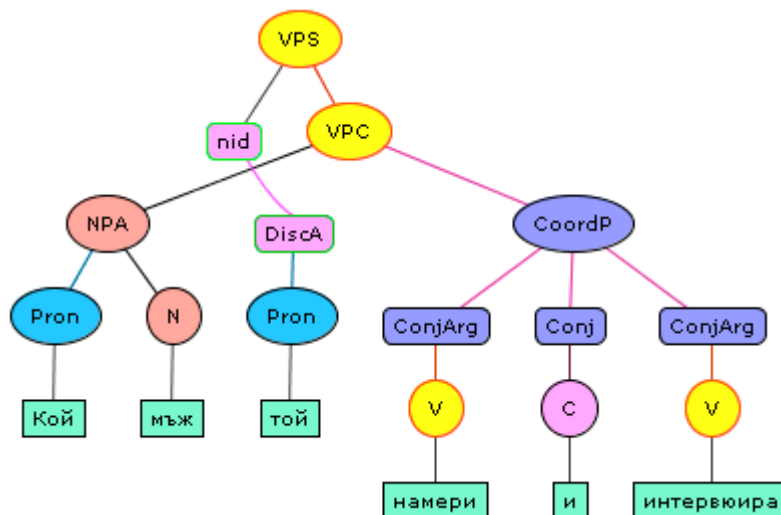 VPS
nid VPC
NPA DiscA CoordP
Pron N Pron ConjArg Conj ConjArg
Кой мъж той V C V
намери и интервюира